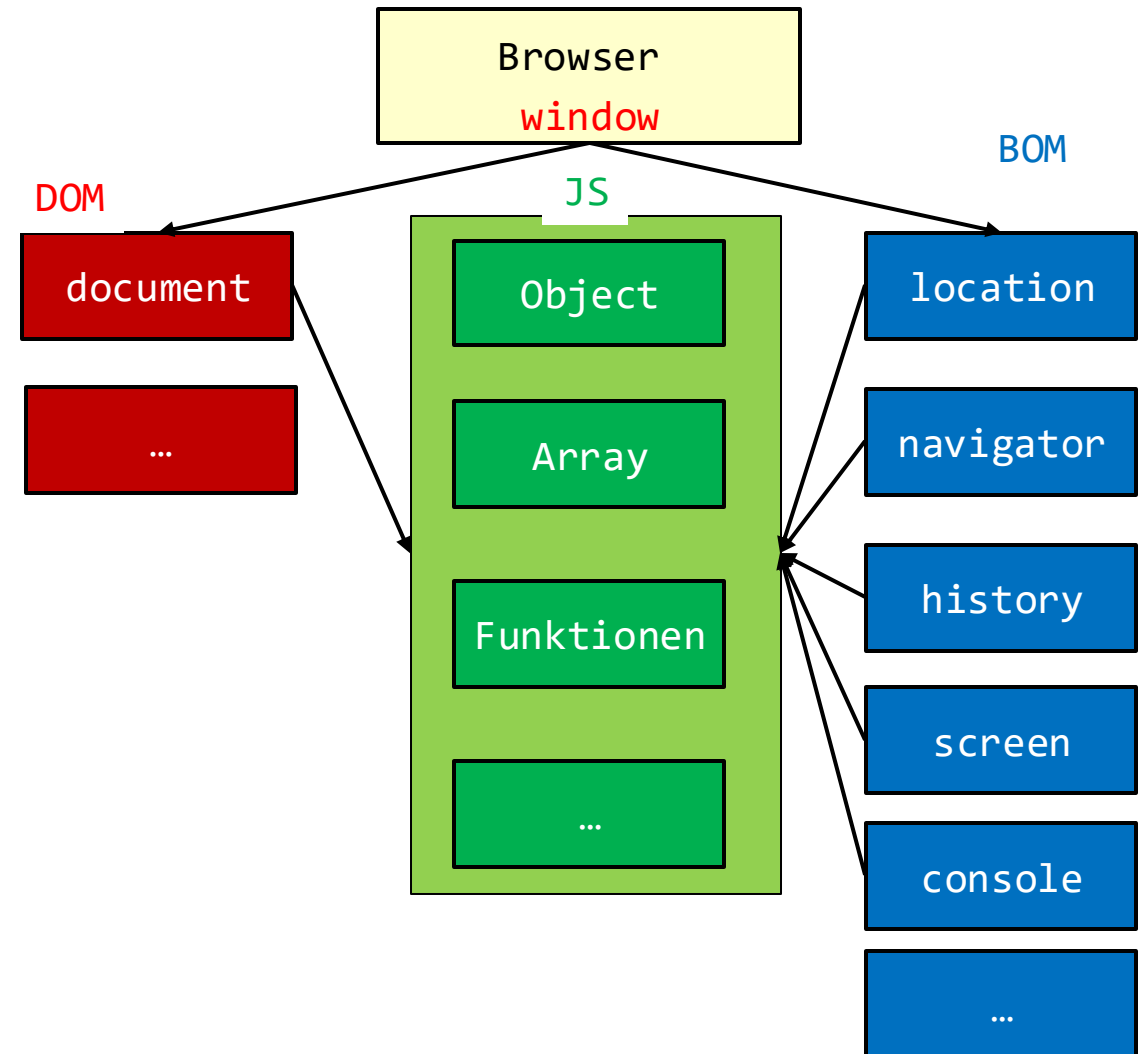 Browser
window
DOM
JS
BOM
document
…
Object
Array
Funktionen
…
location
navigator
history
screen
console
…